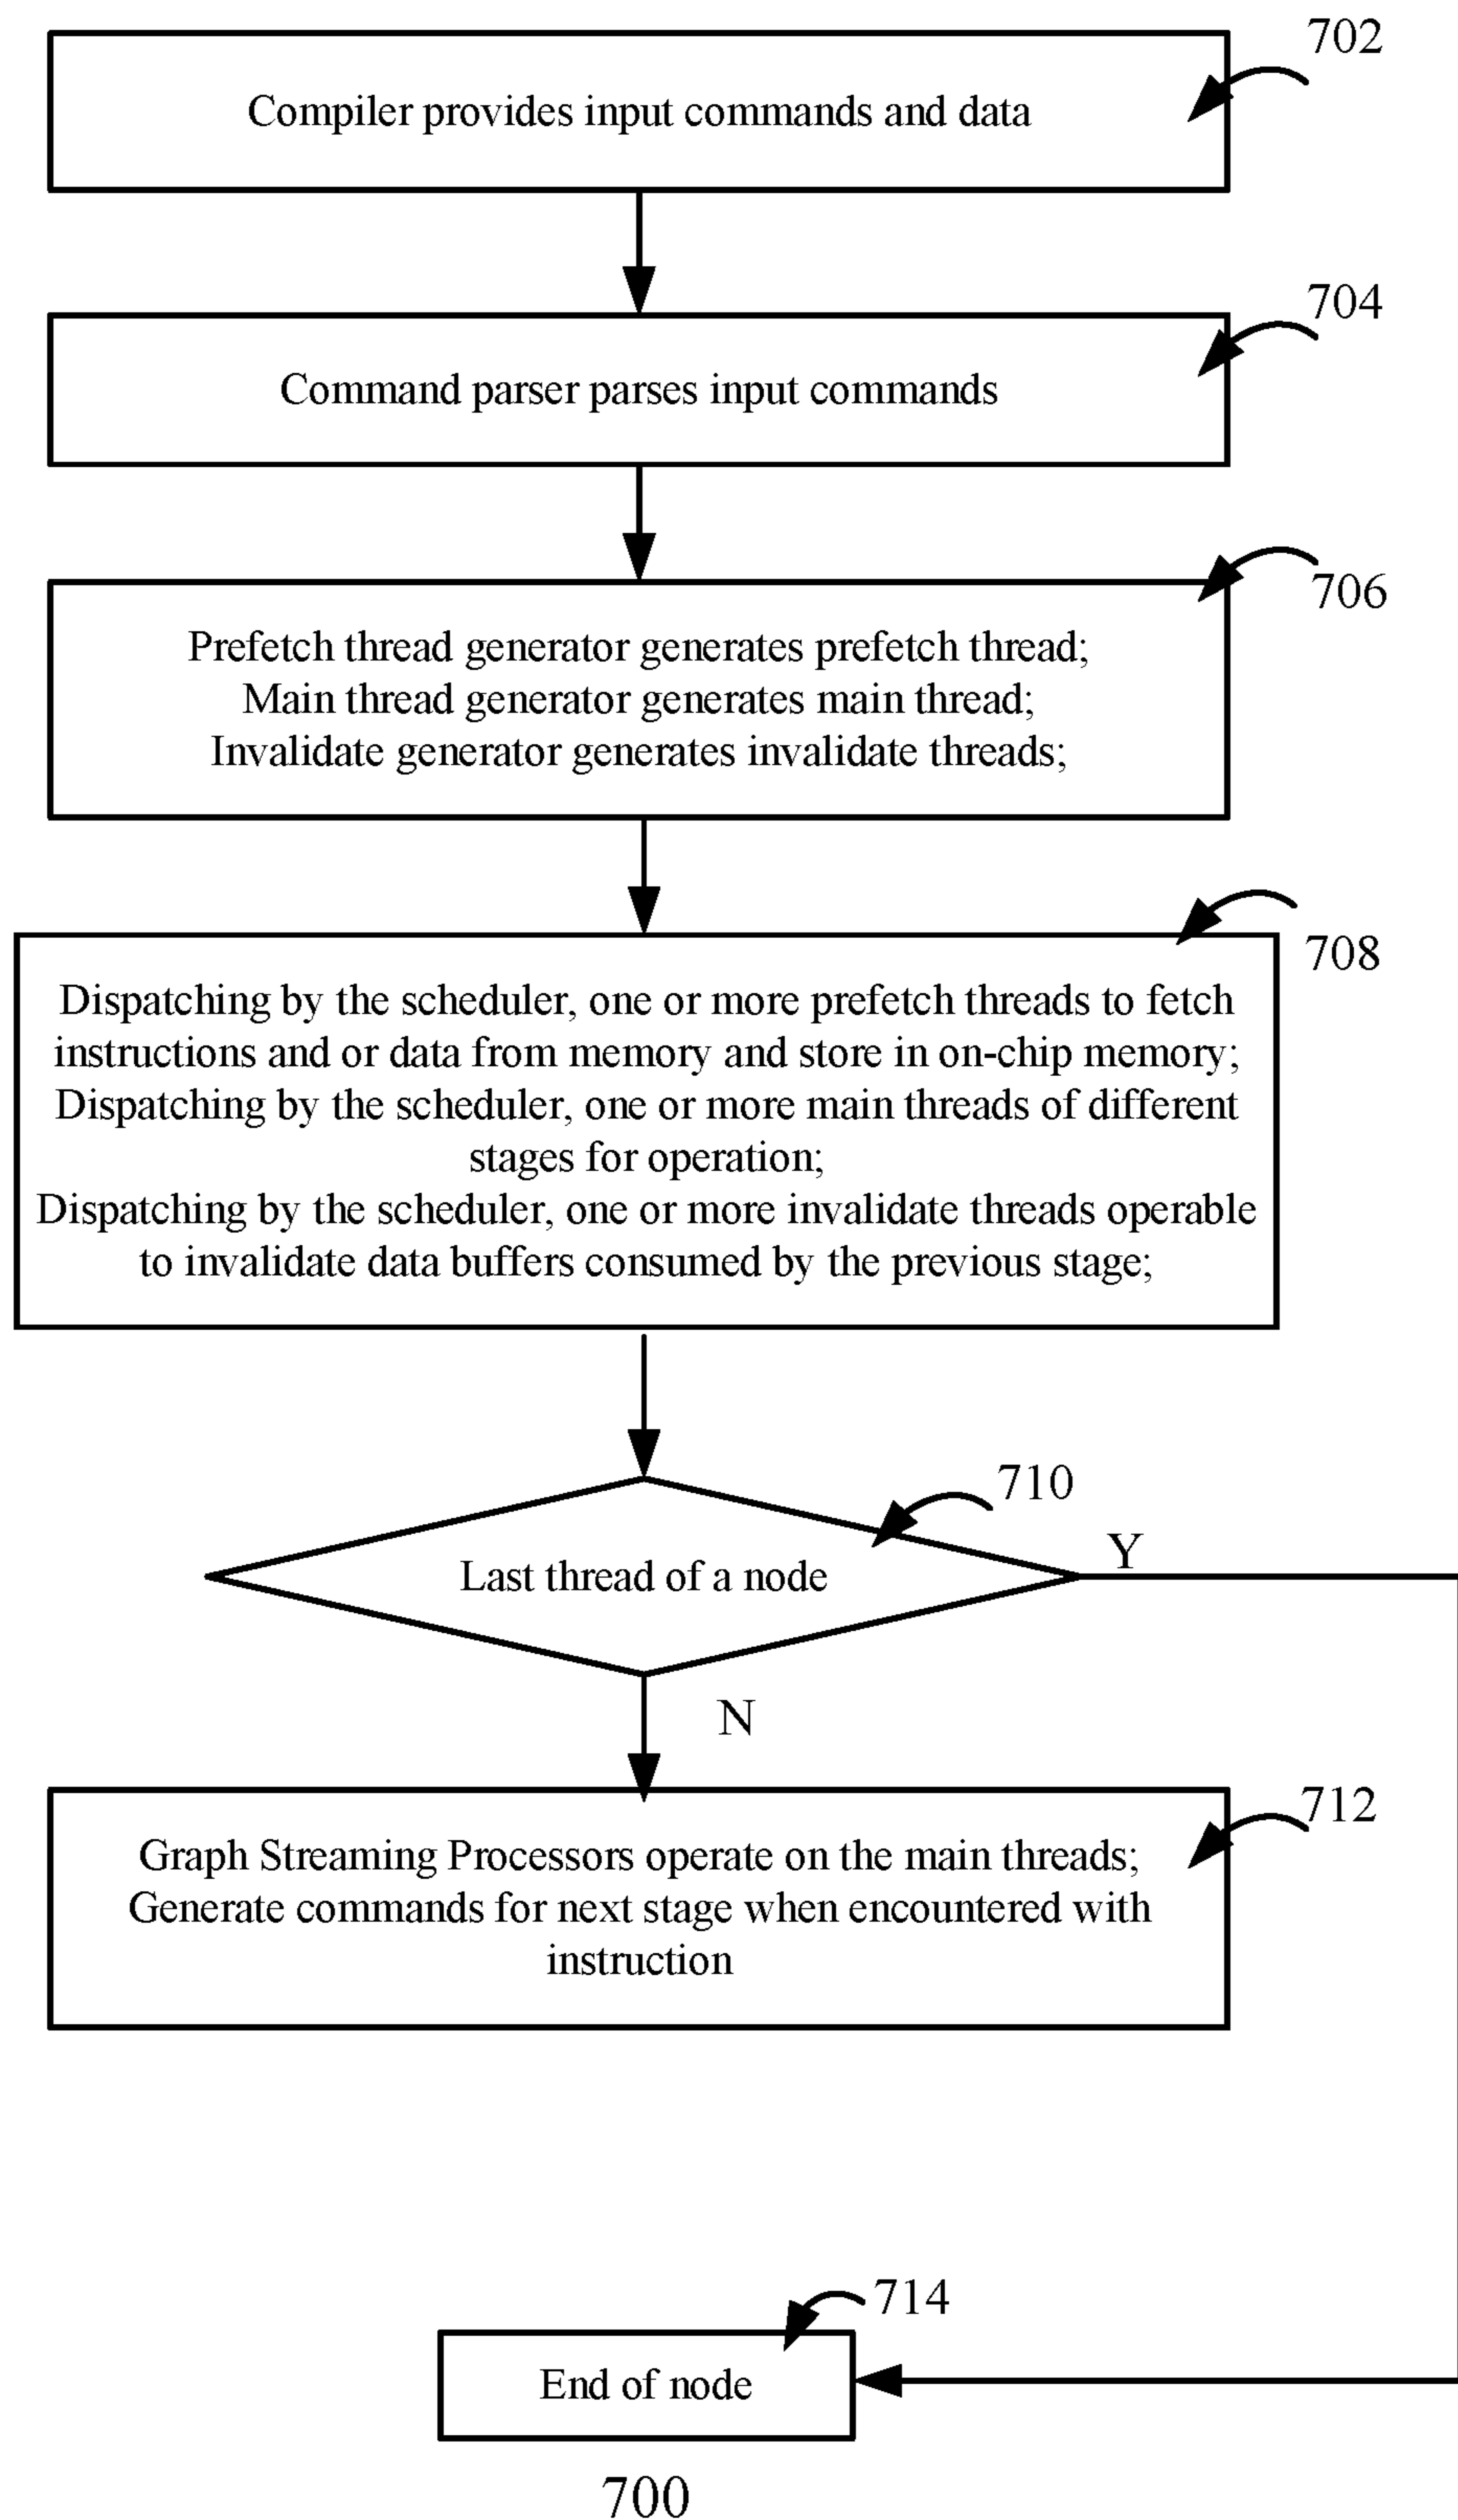 702
Compiler provides input commands and data
704
Command parser parses input commands
706
Prefetch thread generator generates prefetch thread;
Main thread generator generates main thread;
Invalidate generator generates invalidate threads;
708
Dispatching by the scheduler, one or more prefetch threads to fetch
instructions and or data from memory and store in on-chip memory;
Dispatching by the scheduler, one or more main threads of different
stages for operation;
Dispatching by the scheduler, one or more invalidate threads operable
to invalidate data buffers consumed by the previous stage;
710
Y
Last thread of a node
N
712
Graph Streaming Processors operate on the main threads;
Generate commands for next stage when encountered with
instruction
714
End of node
700